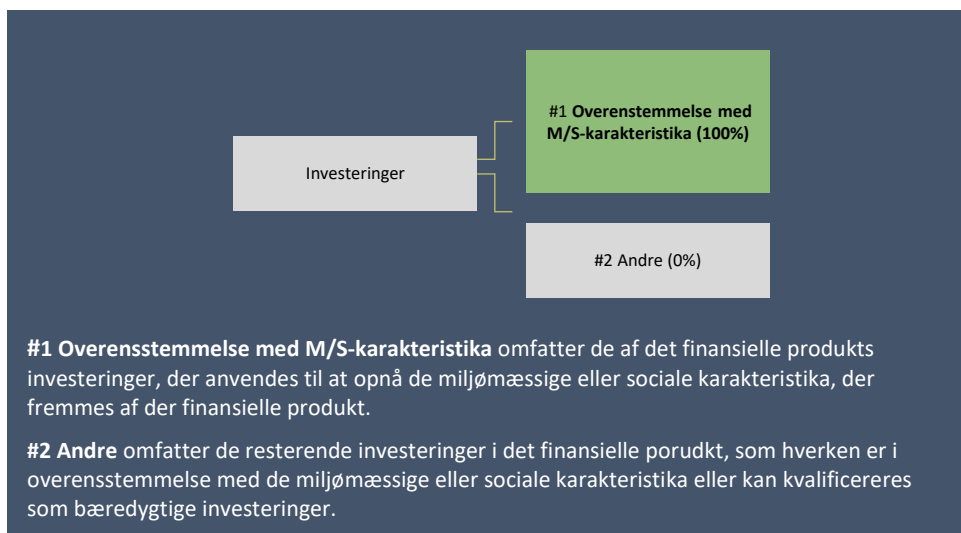 #1 Overenstemmelse med
M/S-karakteristika (100%)
Investeringer
#2 Andre (0%)
#1 Overensstemmelse med M/S-karakteristika omfatter de af det finansielle produkts
investeringer, der anvendes til at opnå de miljømæssige eller sociale karakteristika, der
fremmes af der finansielle produkt.
#2 Andre omfatter de resterende investeringer i det finansielle porudkt, som hverken er i
overensstemmelse med de miljømæssige eller sociale karakteristika eller kan kvalificereres
som bæredygtige investeringer.